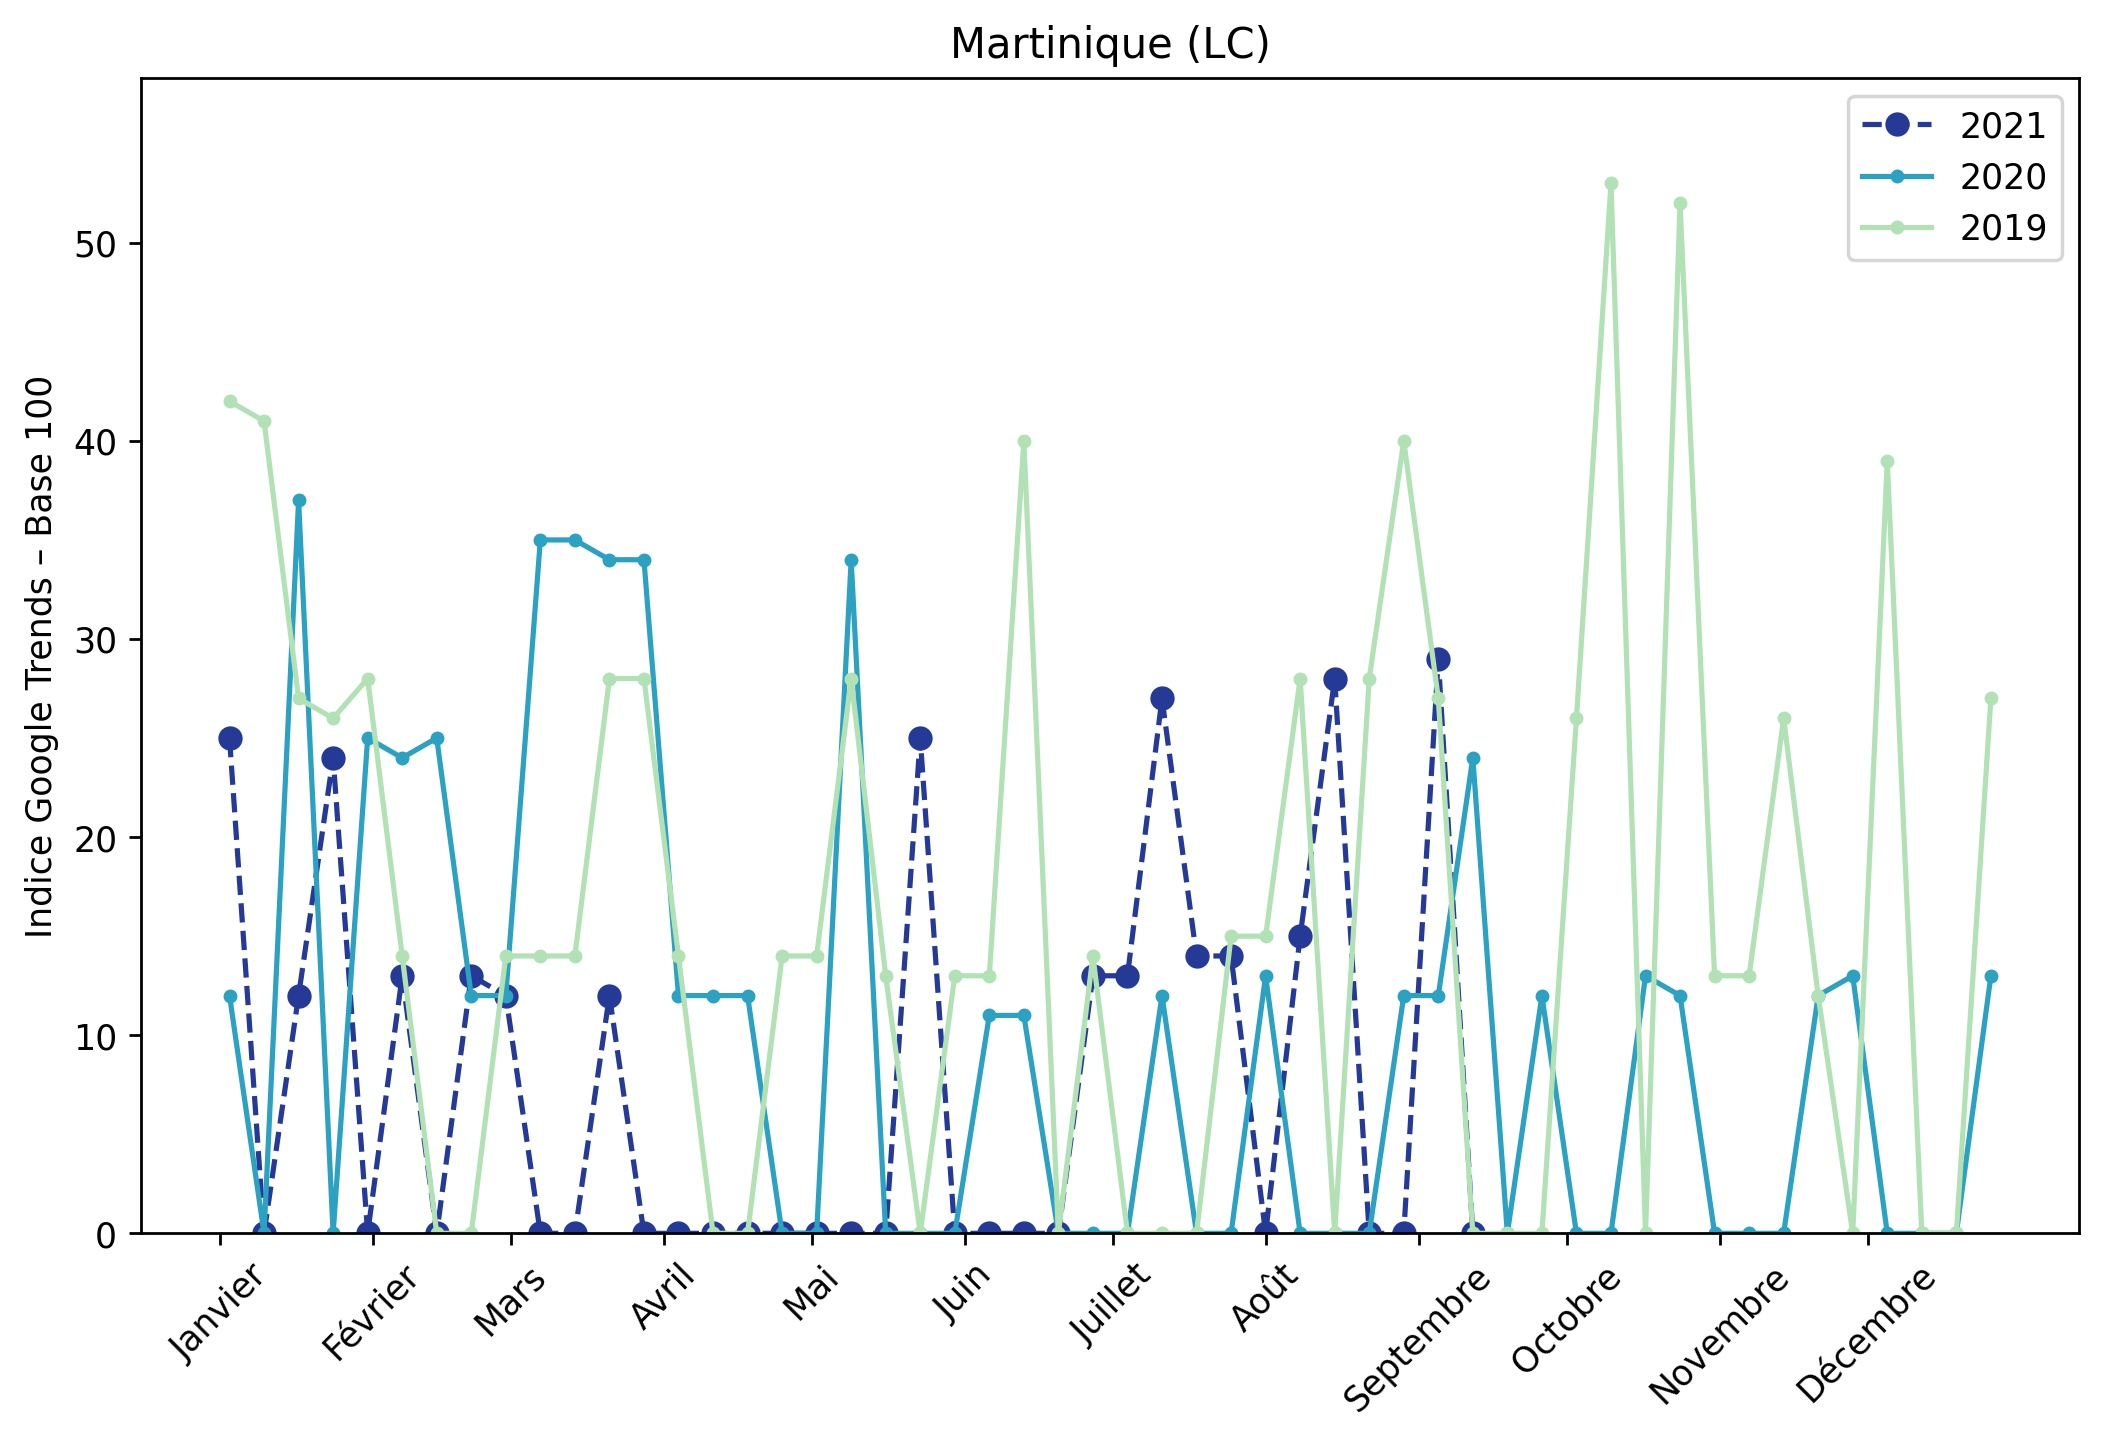 Martinique (LC)
2021
2020
2019
Indice Google Trends – Base 100
50
40
30
20
10
0
Janvier
Février
Mars
Avril
Mai
Juin
Juillet
Août
Septembre
Octobre
Novembre
Décembre